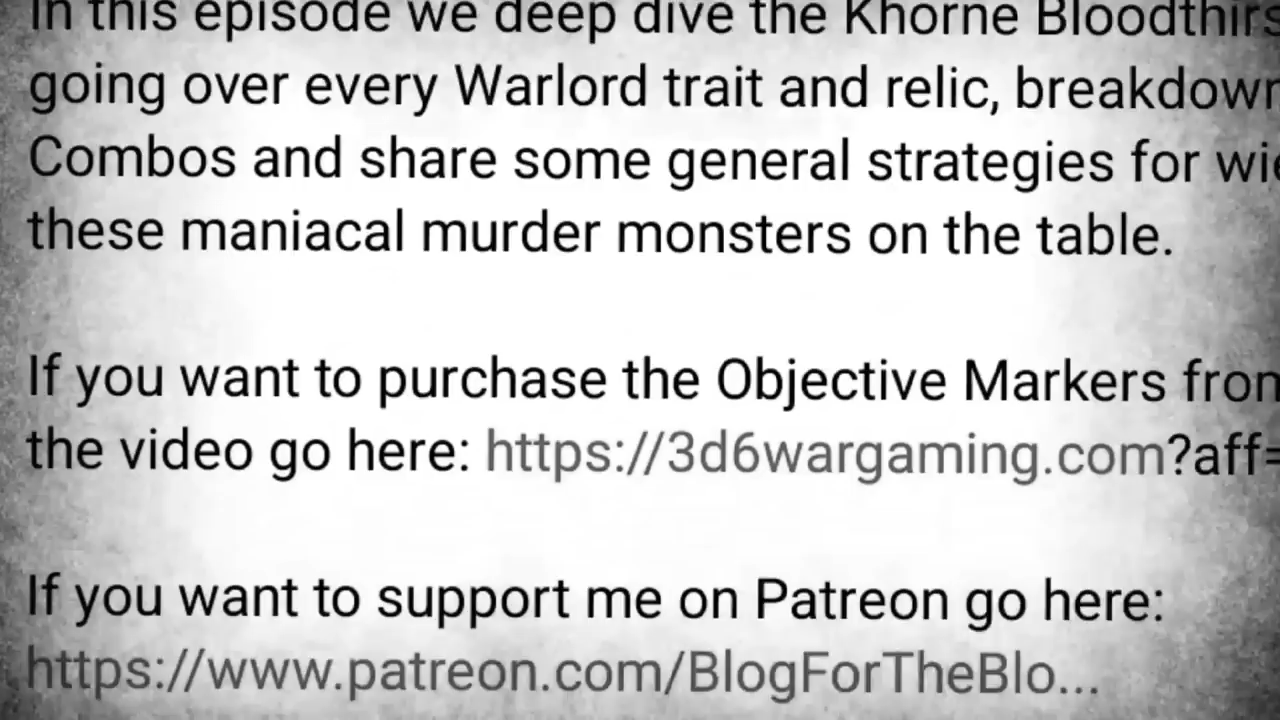 In this episode we deep dive the Khorne
going over every Warlord trait and relic,
Combos and share some general strategies for
these maniacal murder monsters on the table.
If you want to purchase the Objective Markers
the video go here: https://3d6wargaming.com?aff=
If you want to support me on Patreon go here:
https://www.patreon.com/BlogForTheBlo...